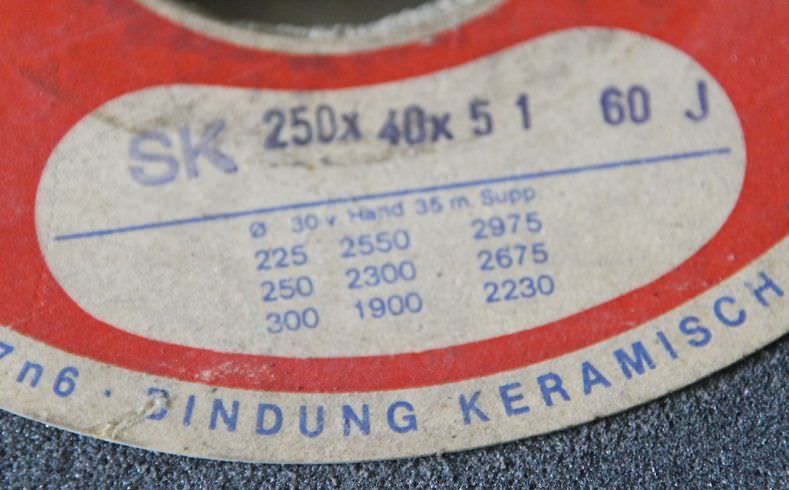 SK 250x 40x 5 1 60 J
Ø 30 v. Hand 35 m. Supp.
225 2550 2975
250 2300 2675
300 1900 2230
7n6 · BINDUNG KERAMISCH